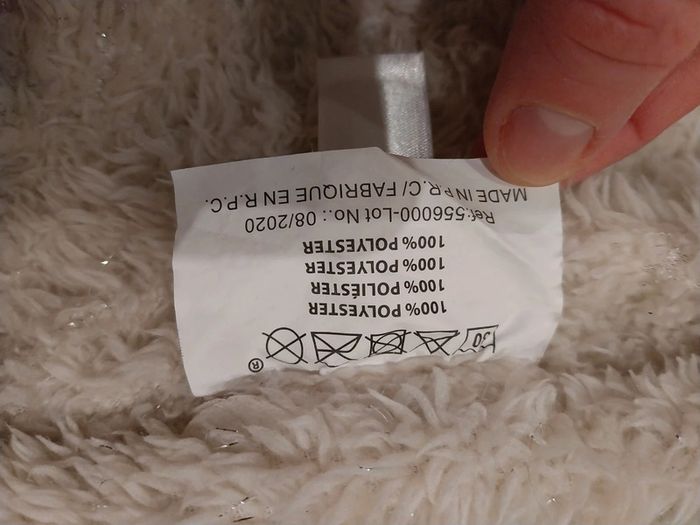 ®
30
100% POLYESTER
100% POLIÉSTER
100% POLYESTER
100% POLYESTER
Ref:556000-Lot No.: 08/2020
MADE IN P.R.C/ FABRIQUE EN R.P.C.